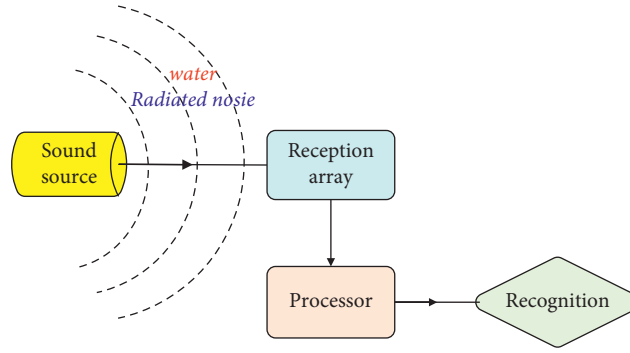 water
Radiated nosie
Sound
source
Reception
array
Processor
Recognition